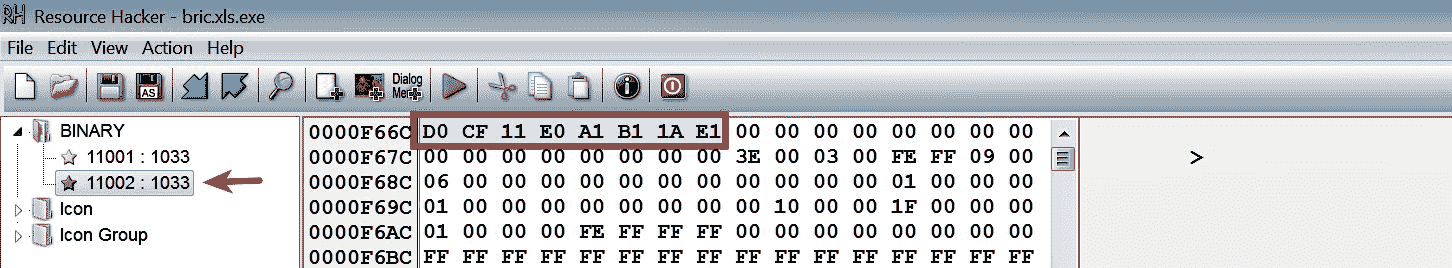 Resource Hacker - bric.xls.exe
File Edit View Action Help
AS
Dialog
Mer
BINARY
11001 : 1033
11002 : 1033
Icon
Icon Group
0000F66C D0 CF 11 E0 A1 B1 1A E1 00 00 00 00 00 00 00 00
0000F67C 00 00 00 00 00 00 00 00 3E 00 03 00 FE FF 09 00 >
0000F68C 06 00 00 00 00 00 00 00 00 00 00 00 01 00 00 00
0000F69C 01 00 00 00 00 00 00 00 00 10 00 00 1F 00 00 00
0000F6AC 01 00 00 00 FE FF FF FF 00 00 00 00 00 00 00 00
0000F6BC FF FF FF FF FF FF FF FF FF FF FF FF FF FF FF FF